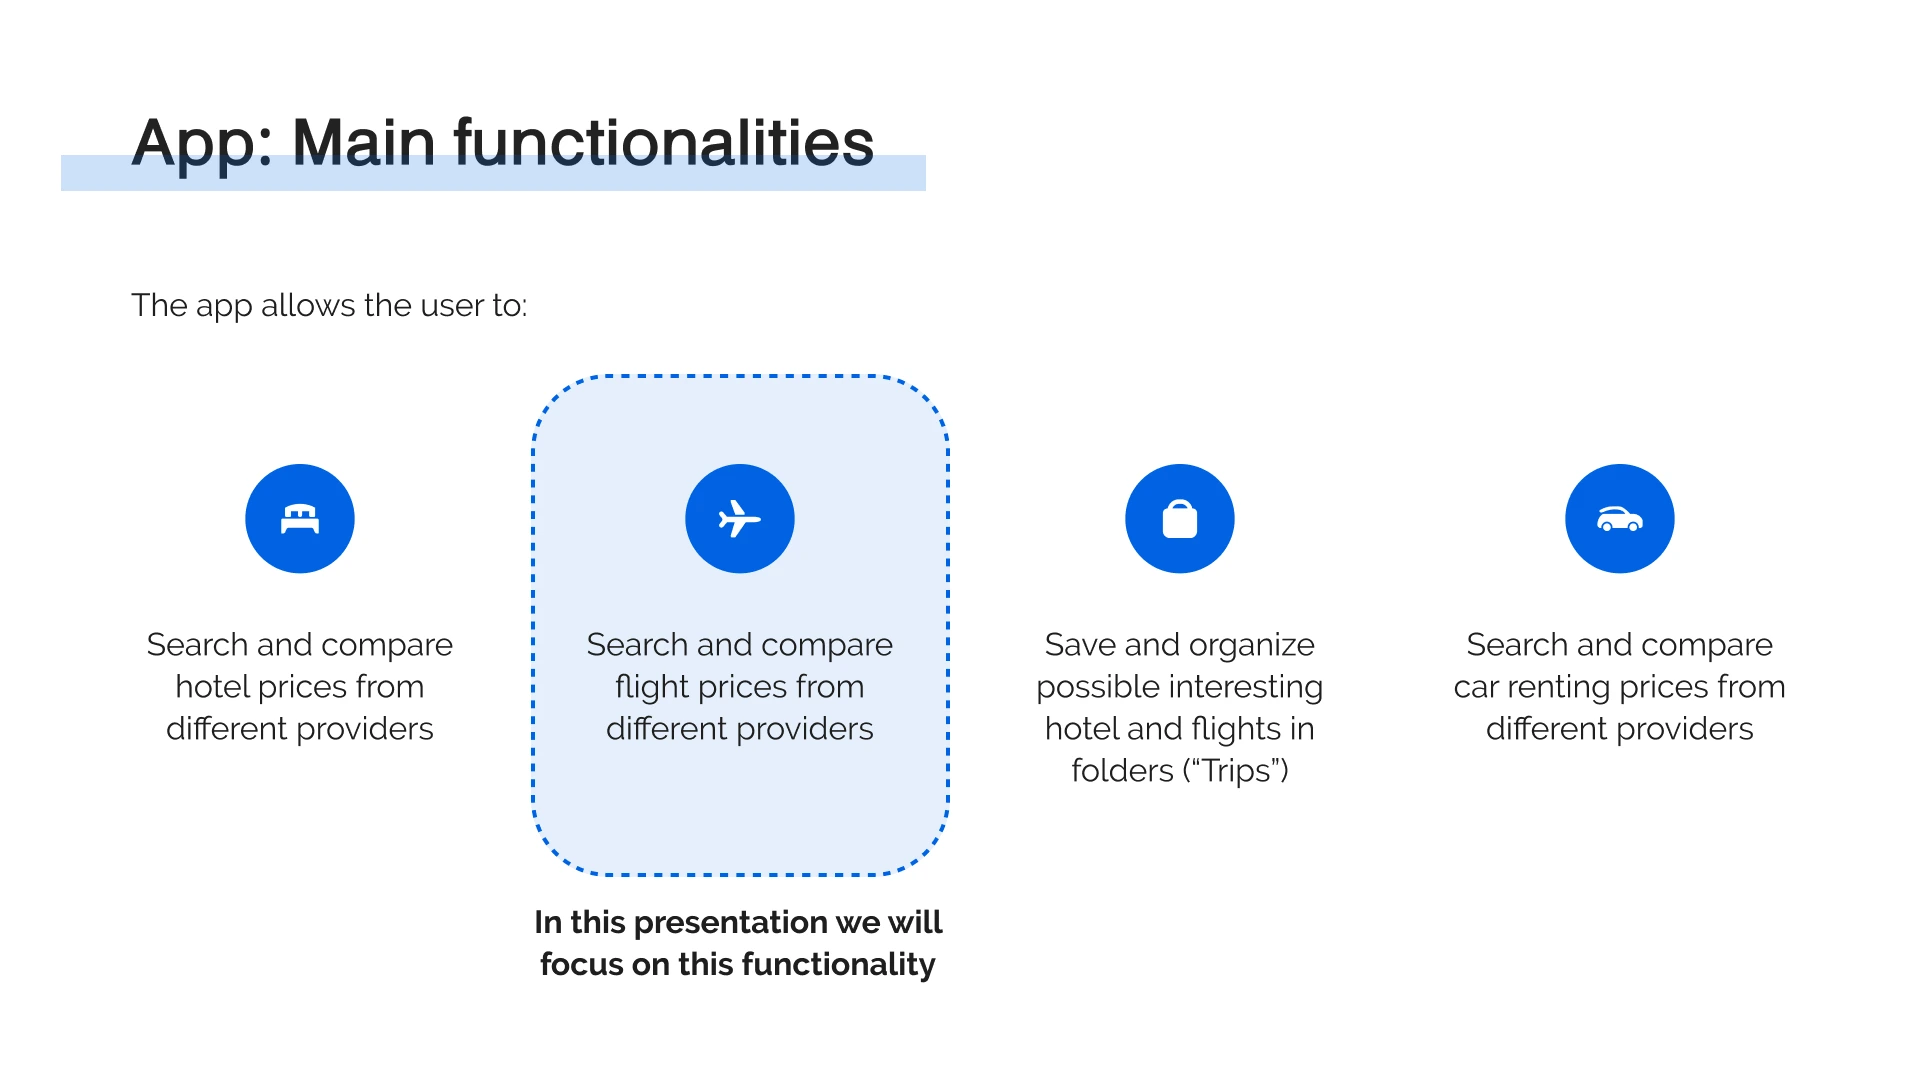 App: Main functionalities
The app allows the user to:
Search and compare
hotel prices from
different providers
Search and compare
flight prices from
different providers
In this presentation we will
focus on this functionality
Save and organize
possible interesting
hotel and flights in
folders (“Trips”)
Search and compare
car renting prices from
different providers